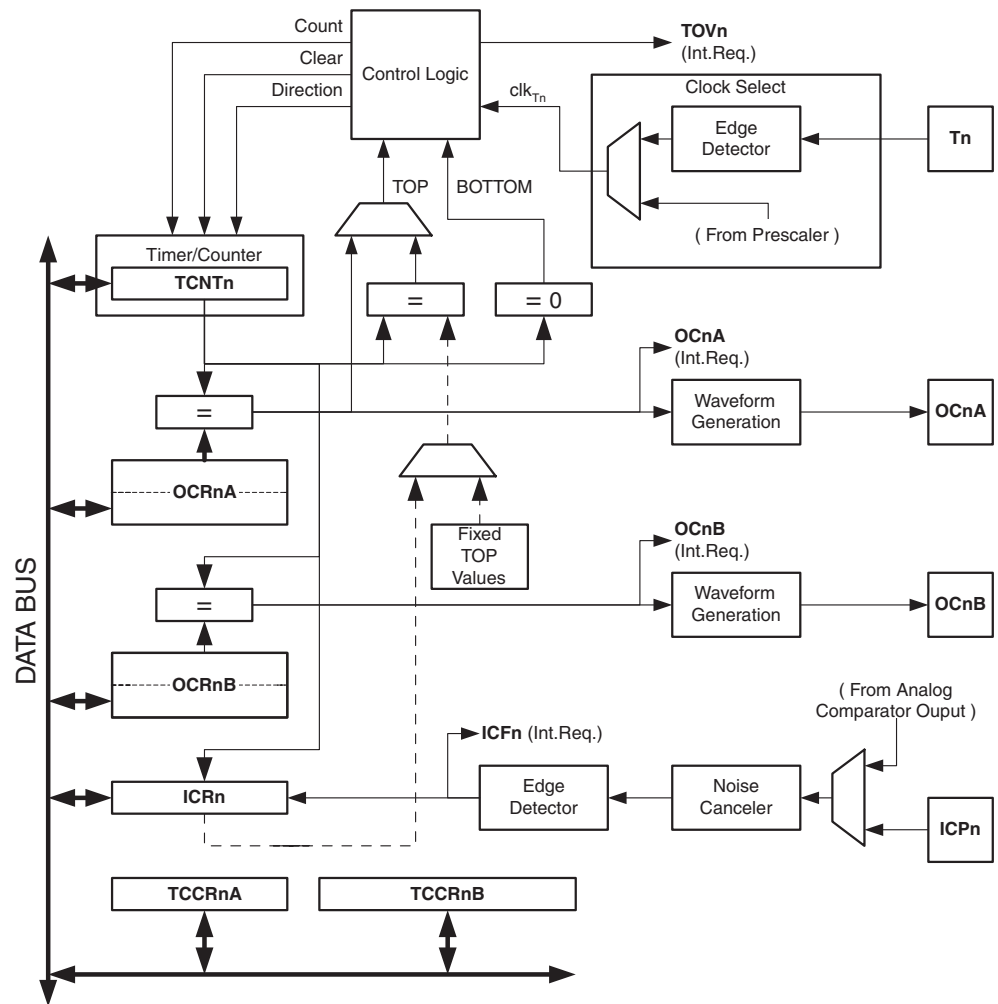 Count
Clear
Direction
Control Logic
TOVn
(Int.Req.)
clkTn
Clock Select
Edge
Detector
Tn
( From Prescaler )
TOP
BOTTOM
Timer/Counter
TCNTn
=
= 0
OCnA
(Int.Req.)
=
Waveform
Generation
OCnA
OCRnA
Fixed
TOP
Values
OCnB
(Int.Req.)
=
Waveform
Generation
OCnB
OCRnB
DATA BUS
( From Analog
Comparator Ouput )
ICFn (Int.Req.)
ICRn
Edge
Detector
Noise
Canceler
ICPn
TCCRnA
TCCRnB